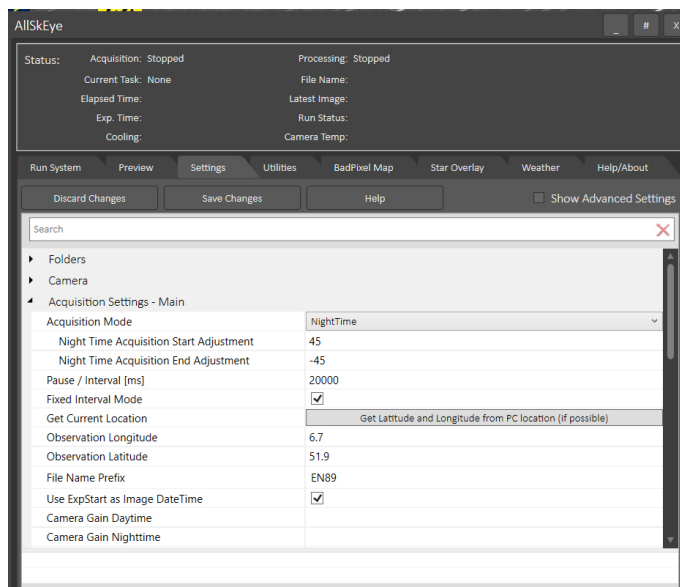 AllSkEye _ # X
Status: Acquisition: Stopped Processing: Stopped
Current Task: None File Name:
Elapsed Time: Latest Image:
Exp. Time: Run Status:
Cooling: Camera Temp:
Run System Preview Settings Utilities BadPixel Map Star Overlay Weather Help/About
Discard Changes Save Changes Help Show Advanced Settings
Search
Folders
Camera
Acquisition Settings - Main
Acquisition Mode NightTime
Night Time Acquisition Start Adjustment 45
Night Time Acquisition End Adjustment -45
Pause / Interval [ms] 20000
Fixed Interval Mode
Get Current Location Get Latitude and Longitude from PC location (if possible)
Observation Longitude 6.7
Observation Latitude 51.9
File Name Prefix EN89
Use ExpStart as Image DateTime
Camera Gain Daytime
Camera Gain Nighttime